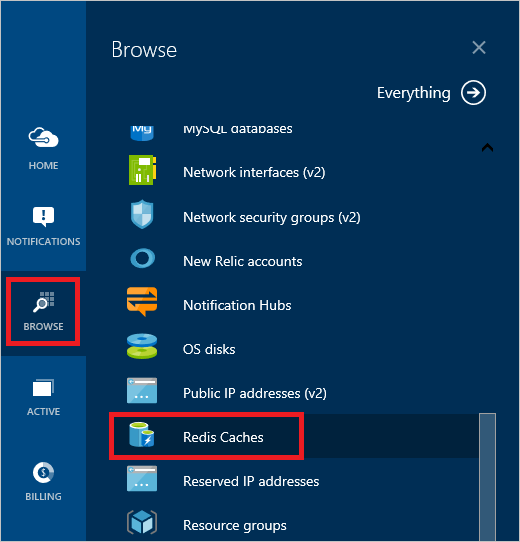 Browse
Everything
HOME
NOTIFICATIONS
BROWSE
ACTIVE
BILLING
Mg
MySQL databases
Network interfaces (v2)
Network security groups (v2)
New Relic accounts
Notification Hubs
OS disks
Public IP addresses (v2)
Redis Caches
Reserved IP addresses
Resource groups